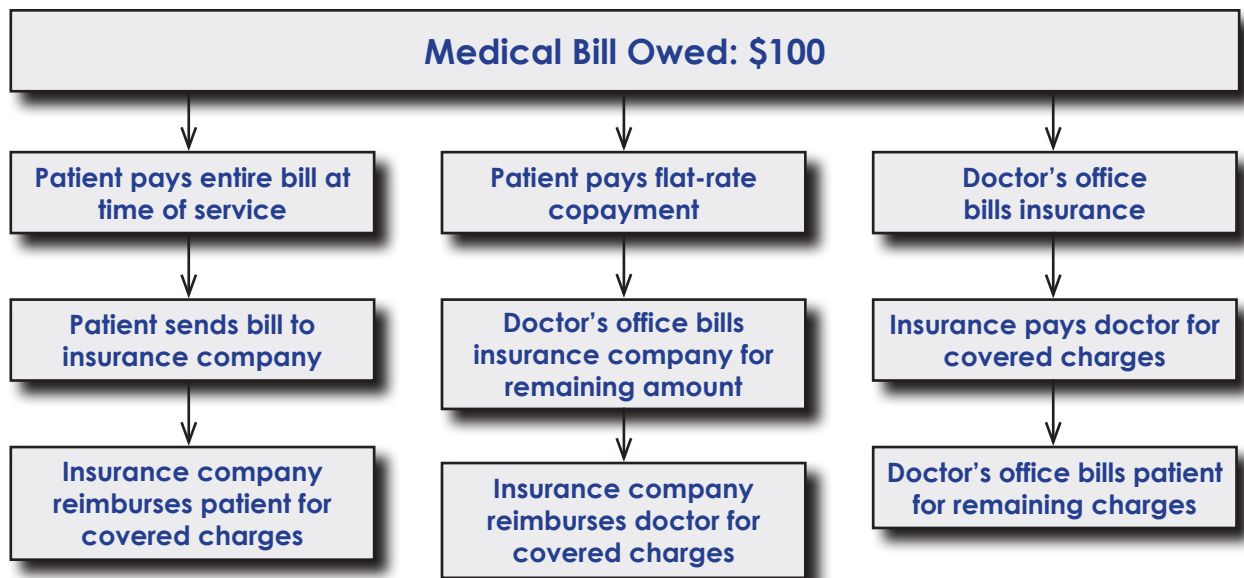 Medical Bill Owed: $100
Patient pays entire bill at
time of service
Patient sends bill to
insurance company
Insurance company
reimburses patient for
covered charges
Patient pays flat-rate
copayment
Doctor’s office bills
insurance company for
remaining amount
Insurance company
reimburses doctor for
covered charges
Doctor’s office
bills insurance
Insurance pays doctor for
covered charges
Doctor’s office bills patient
for remaining charges